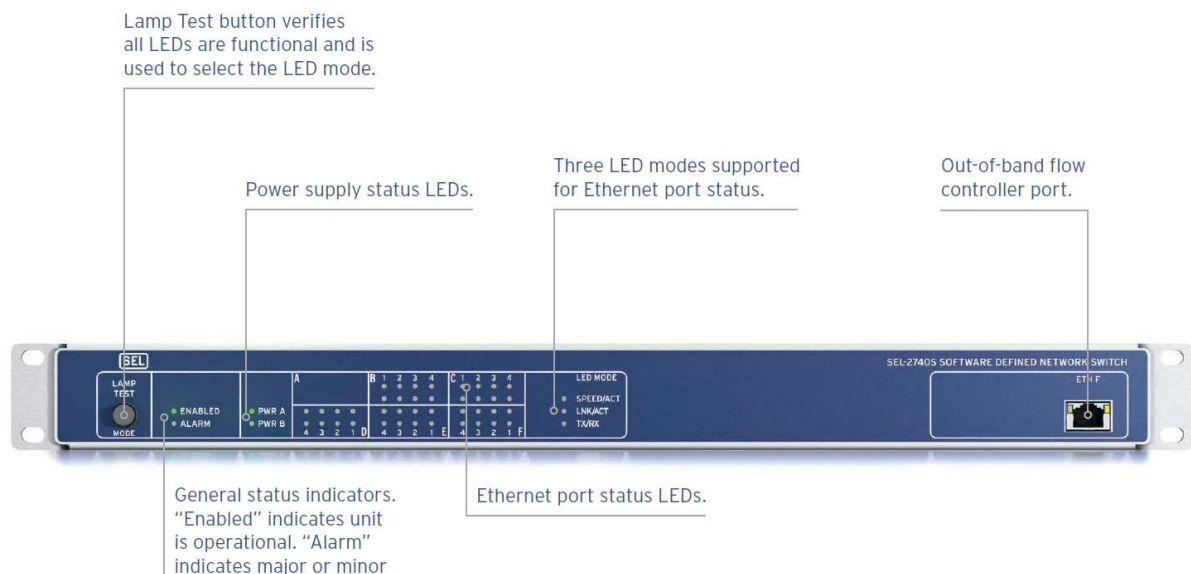 Lamp Test button verifies
all LEDs are functional and is
used to select the LED mode.
Power supply status LEDs.
Three LED modes supported
for Ethernet port status.
Out-of-band flow
controller port.
SEL
SEL-2740S SOFTWARE DEFINED NETWORK SWITCH
LAMP
TEST
MODE
ENABLED
ALARM
PWR A
PWR B
A
B 1 2 3 4
C 1 2 3 4
4 3 2 1 D
4 3 2 1 E
4 3 2 1 F
LED MODE
SPEED/ACT
LNK/ACT
TX/RX
ETH F
General status indicators.
“Enabled” indicates unit
is operational. “Alarm”
indicates major or minor
Ethernet port status LEDs.